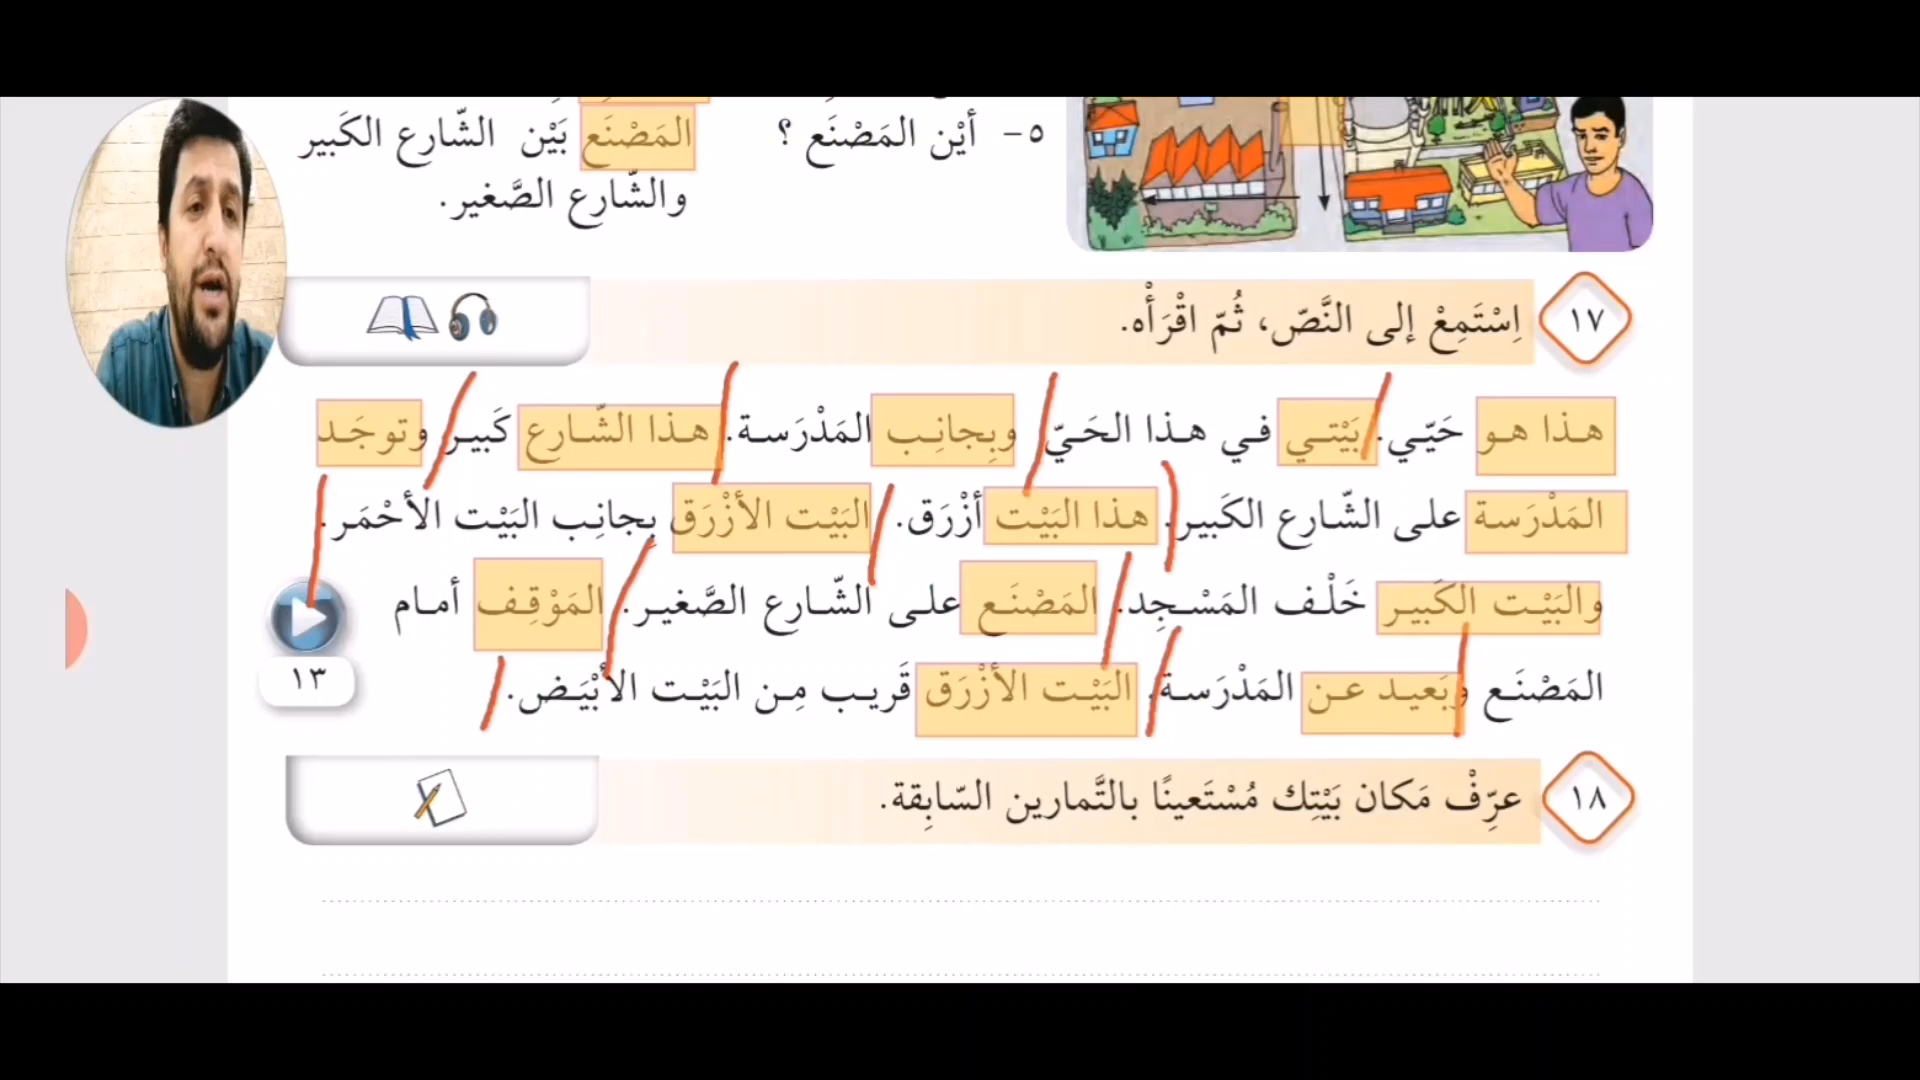 ٥- أيْن المَصْنَع ؟ المَصْنَع بَيْن الشّارع الكَبير
والشّارع الصَّغير.
١٧ اِسْتَمِعْ إلى النَّصّ، ثُمّ اقْرَأْه.
هذا هو حَيّي. بَيْتي في هذا الحَيّ وبِجانِب المَدْرَسة. هذا الشّارع كَبير وتوجَد
المَدْرَسة على الشّارع الكَبير. هذا البَيْت أزْرَق. البَيْت الأزْرَق بِجانِب البَيْت الأحْمَر.
والبَيْت الكَبير خَلْف المَسْجِد. المَصْنَع على الشّارع الصَّغير. المَوْقِف أمام
١٣
المَصْنَع وبَعيد عن المَدْرَسة. البَيْت الأزْرَق قَريب مِن البَيْت الأبْيَض.
١٨ عرِّفْ مَكان بَيْتِك مُسْتَعينًا بالتَّمارين السّابِقة.